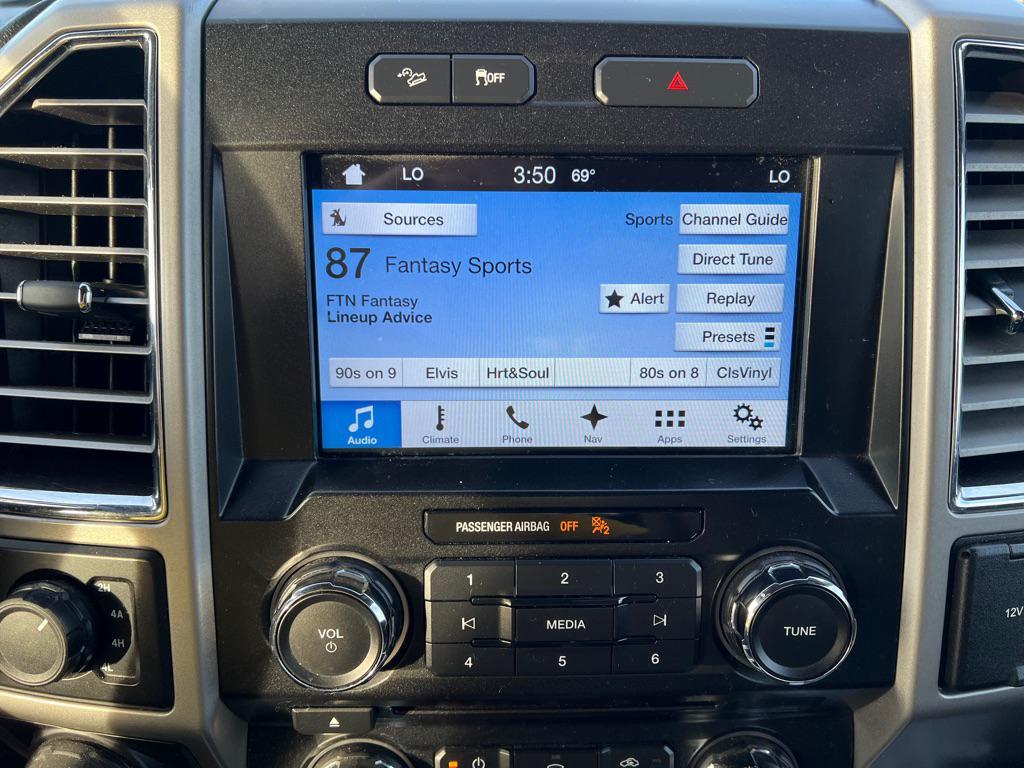 OFF
LO 3:50 69° LO
Sources Sports Channel Guide
87 Fantasy Sports Direct Tune
FTN Fantasy
Lineup Advice
Alert Replay
Presets
90s on 9 Elvis Hrt&Soul 80s on 8 ClsVinyl
Audio Climate Phone Nav Apps Settings
PASSENGER AIRBAG OFF 2
1 2 3
VOL MEDIA TUNE
4 5 6
2H
4A
4H
4L
12V